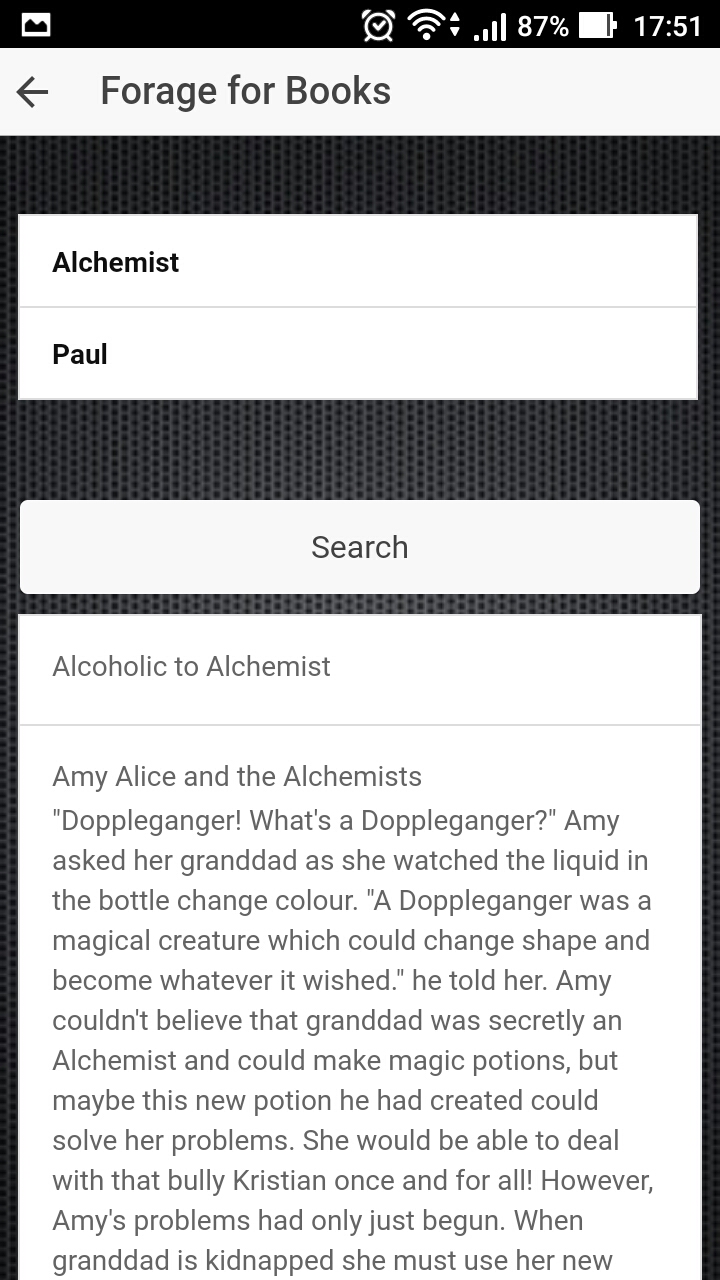 87% 17:51
Forage for Books
Alchemist
Paul
Search
Alcoholic to Alchemist
Amy Alice and the Alchemists
"Doppleganger! What's a Doppleganger?" Amy
asked her granddad as she watched the liquid in
the bottle change colour. "A Doppleganger was a
magical creature which could change shape and
become whatever it wished." he told her. Amy
couldn't believe that granddad was secretly an
Alchemist and could make magic potions, but
maybe this new potion he had created could
solve her problems. She would be able to deal
with that bully Kristian once and for all! However,
Amy's problems had only just begun. When
granddad is kidnapped she must use her new